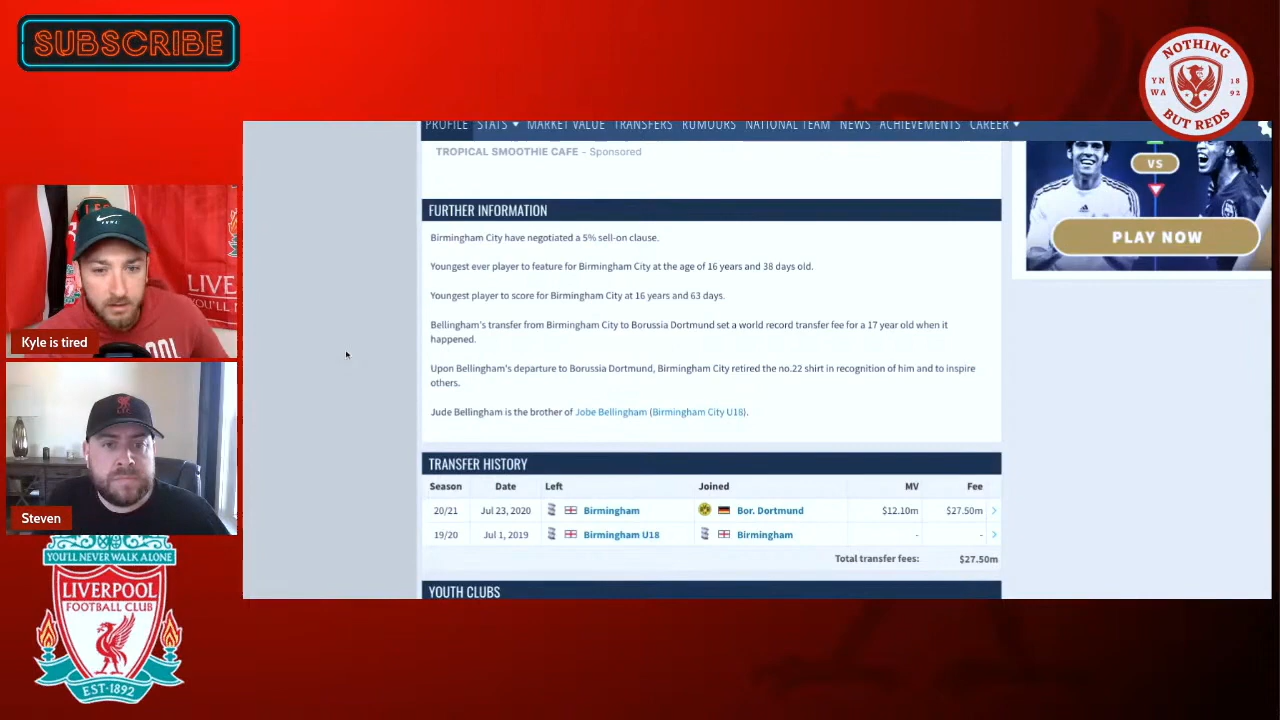 SUBSCRIBE
NOTHING
YN 18
WA 92
BUT REDS
PROFILE STATS MARKET VALUE TRANSFERS RUMOURS NATIONAL TEAM NEWS ACHIEVEMENTS CAREER
TROPICAL SMOOTHIE CAFE - Sponsored
VS
PLAY NOW
FURTHER INFORMATION
Birmingham City have negotiated a 5% sell-on clause.
Youngest ever player to feature for Birmingham City at the age of 16 years and 38 days old.
Youngest player to score for Birmingham City at 16 years and 63 days.
Bellingham's transfer from Birmingham City to Borussia Dortmund set a world record transfer fee for a 17 year old when it
happened.
Upon Bellingham's departure to Borussia Dortmund, Birmingham City retired the no.22 shirt in recognition of him and to inspire
others.
Jude Bellingham is the brother of Jobe Bellingham (Birmingham City U18).
TRANSFER HISTORY
Season Date Left Joined MV Fee
20/21 Jul 23, 2020 Birmingham Bor. Dortmund $12.10m $27.50m
19/20 Jul 1, 2019 Birmingham U18 Birmingham - -
Total transfer fees: $27.50m
YOUTH CLUBS
LIVE
YOU'LL N
Kyle is tired
Steven
YOU'LL NEVER WALK ALONE
LIVERPOOL
FOOTBALL CLUB
EST·1892